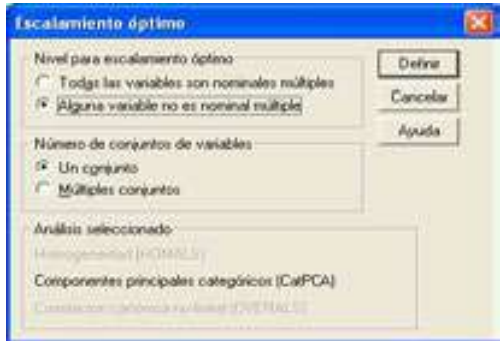 Escalamiento óptimo
Nivel para escalamiento óptimo
Todas las variables son nominales múltiples
Alguna variable no es nominal múltiple
Definir
Cancelar
Ayuda
Número de conjuntos de variables
Un conjunto
Múltiples conjuntos
Análisis seleccionado
Homogeneidad (HOMALS)
Componentes principales categóricos (CatPCA)
(OVERALS)